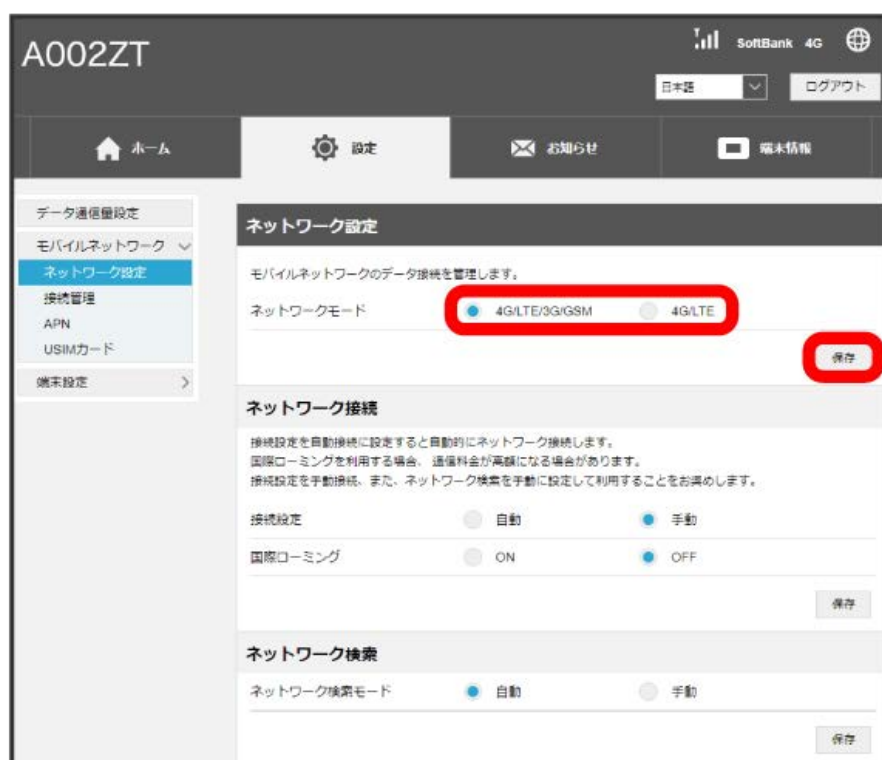 A002ZT
SoftBank 4G
日本語
ログアウト
ホーム
設定
お知らせ
端末情報
データ通信量設定
モバイルネットワーク
ネットワーク設定
接続管理
APN
USIMカード
端末設定
ネットワーク設定
モバイルネットワークのデータ接続を管理します。
ネットワークモード 4G/LTE/3G/GSM 4G/LTE
保存
ネットワーク接続
接続設定を自動接続に設定すると自動的にネットワーク接続します。
国際ローミングを利用する場合、通信料金が高額になる場合があります。
接続設定を手動接続、また、ネットワーク検索を手動に設定して利用することをお奨めします。
接続設定 自動 手動
国際ローミング ON OFF
保存
ネットワーク検索
ネットワーク検索モード 自動 手動
保存